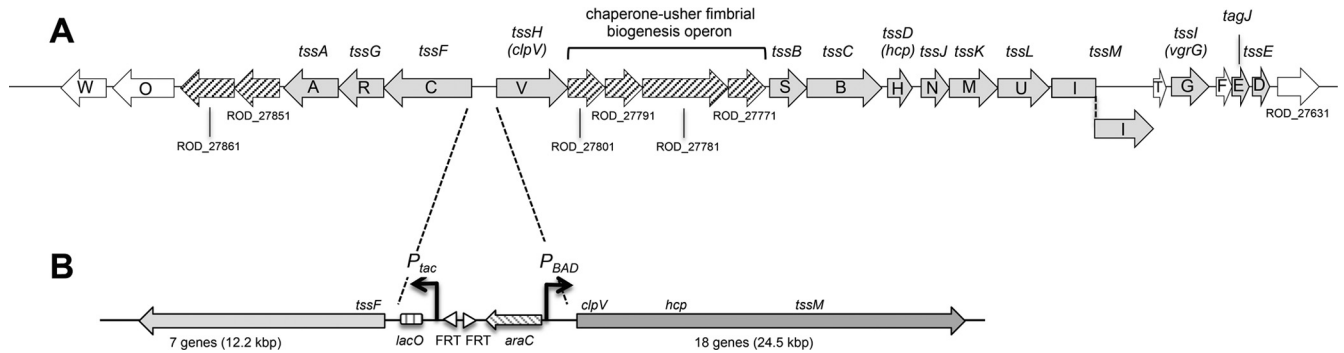 A
chaperone-usher fimbrial
biogenesis operon
tssA
tssG
tssF
tssH
(clpV)
tssB
tssC
tssD
(hcp)
tssJ
tssK
tssL
tssM
tssI
(vgrG)
tagJ
tssE
W
O
A
R
C
V
S
B
H
N
M
U
I
T
G
F
E
D
I
ROD_27861
ROD_27851
ROD_27801
ROD_27791
ROD_27781
ROD_27771
ROD_27631
B
Ptac
PBAD
tssF
clpV
hcp
tssM
7 genes (12.2 kbp)
lacO
FRT
FRT
araC
18 genes (24.5 kbp)